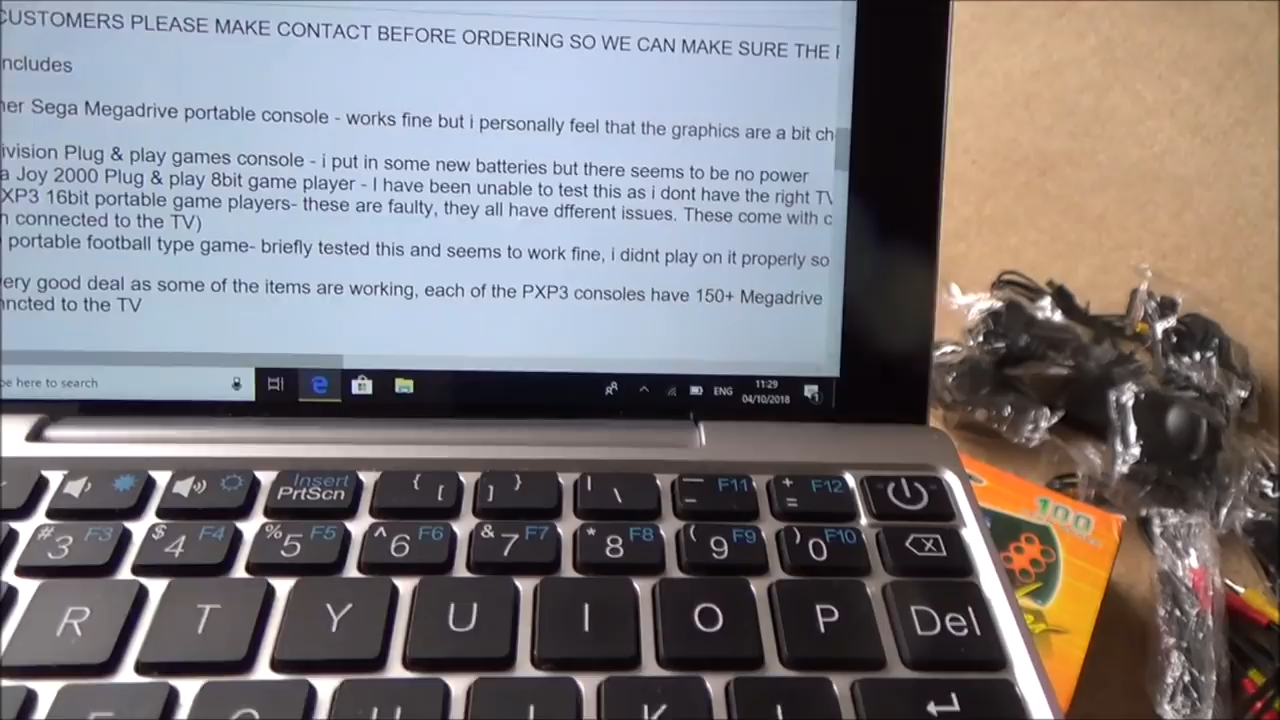 CUSTOMERS PLEASE MAKE CONTACT BEFORE ORDERING SO WE CAN MAKE SURE THE
ncludes
er Sega Megadrive portable console - works fine but i personally feel that the graphics are a bit ch
ivision Plug & play games console - i put in some new batteries but there seems to be no power
a Joy 2000 Plug & play 8bit game player - I have been unable to test this as i dont have the right TV
XP3 16bit portable game players- these are faulty, they all have dfferent issues. These come with c
n connected to the TV)
portable football type game- briefly tested this and seems to work fine, i didnt play on it properly so
ery good deal as some of the items are working, each of the PXP3 consoles have 150+ Megadrive
ncted to the TV
e here to search
ENG
11:29
04/10/2018
Insert
PrtScn
{ [
] }
| \
— – F11
+ = F12
# 3 F3
$ 4 F4
% 5 F5
^ 6 F6
& 7 F7
* 8 F8
( 9 F9
) 0 F10
R T Y U I O P Del
100